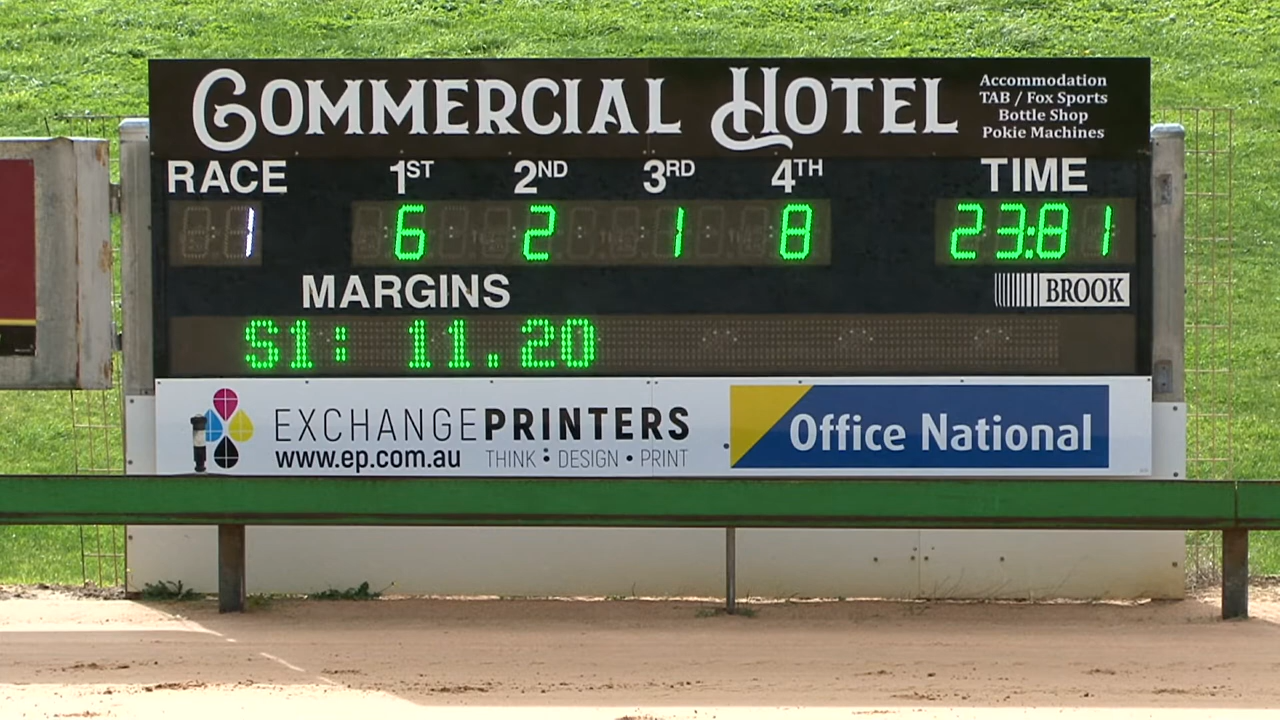 COMMERCIAL HOTEL
Accommodation
TAB / Fox Sports
Bottle Shop
Pokie Machines
RACE 1ST 2ND 3RD 4TH TIME
1 6 2 1 8 23:81
MARGINS
BROOK
S1: 11.20
EXCHANGEPRINTERS
www.ep.com.au THINK • DESIGN • PRINT
Office National